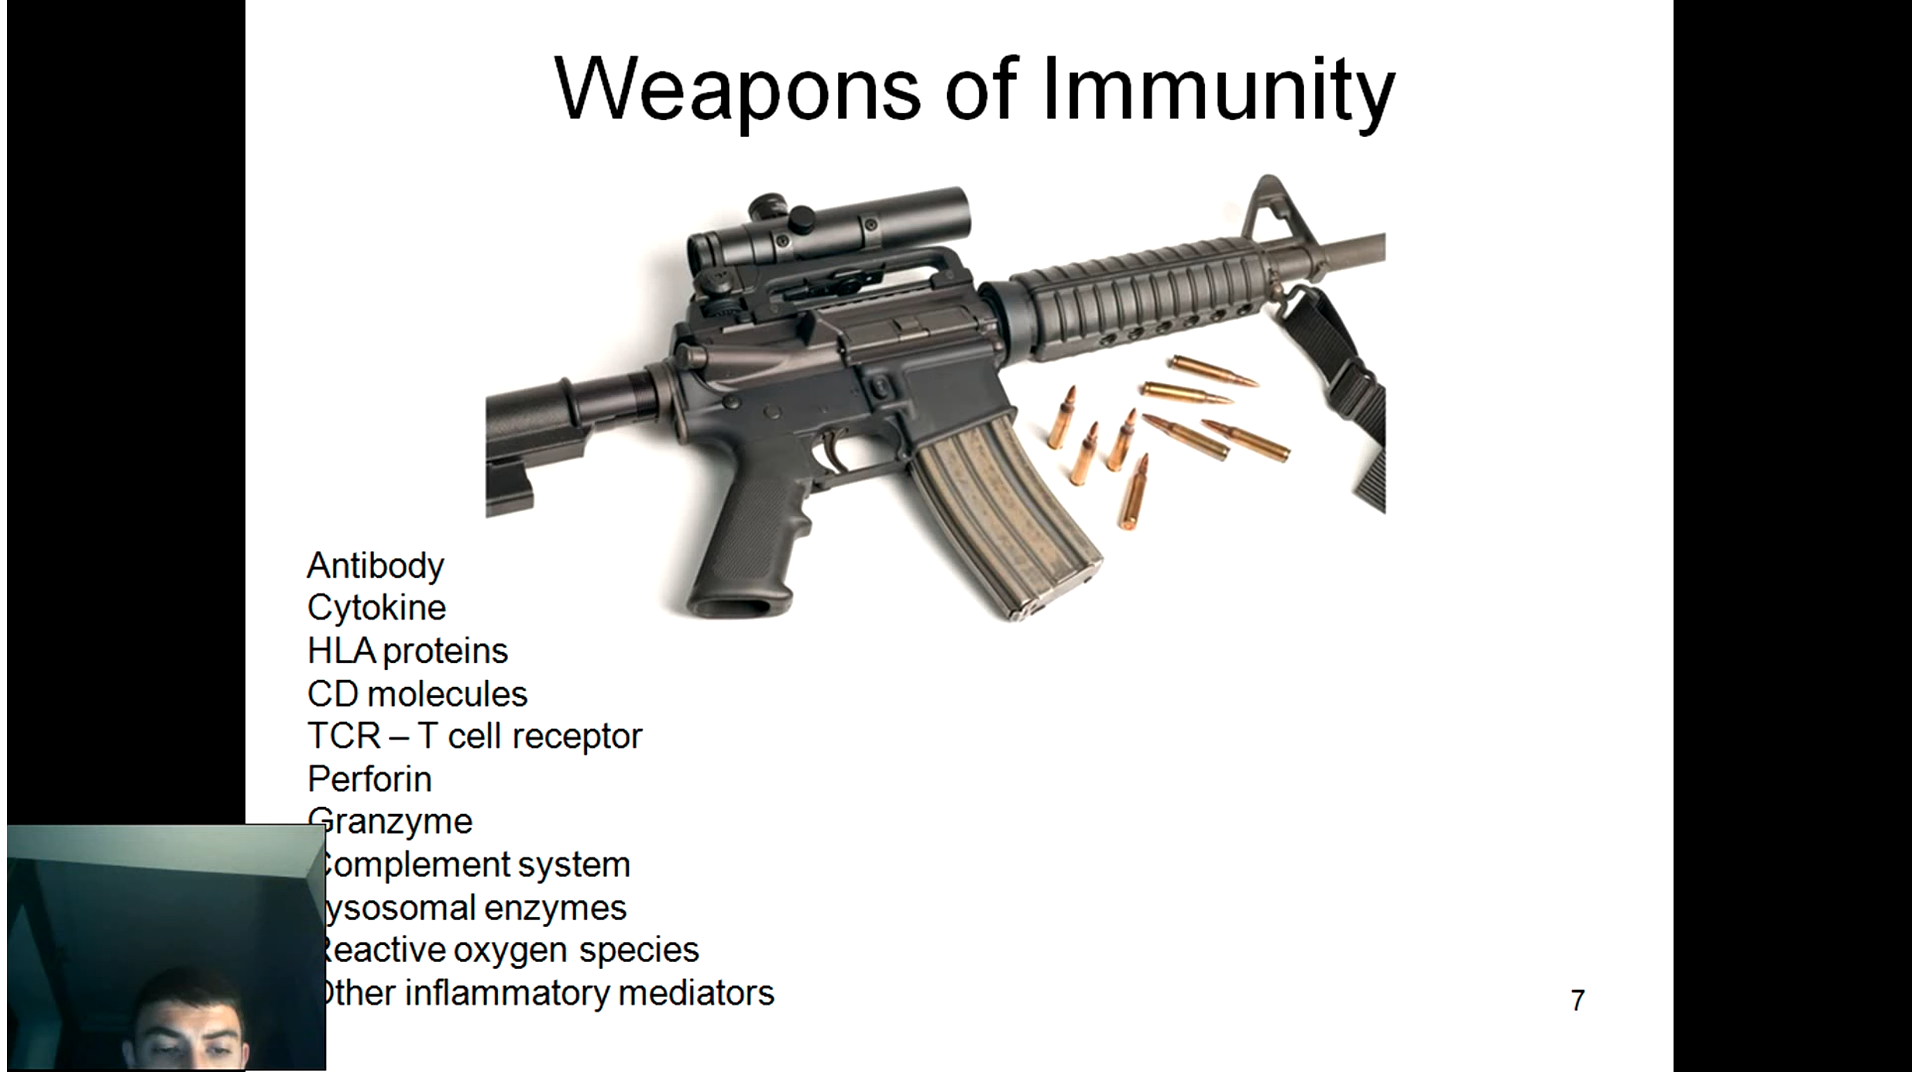 Weapons of Immunity
Antibody
Cytokine
HLA proteins
CD molecules
TCR – T cell receptor
Perforin
Granzyme
Complement system
Lysosomal enzymes
Reactive oxygen species
Other inflammatory mediators
7